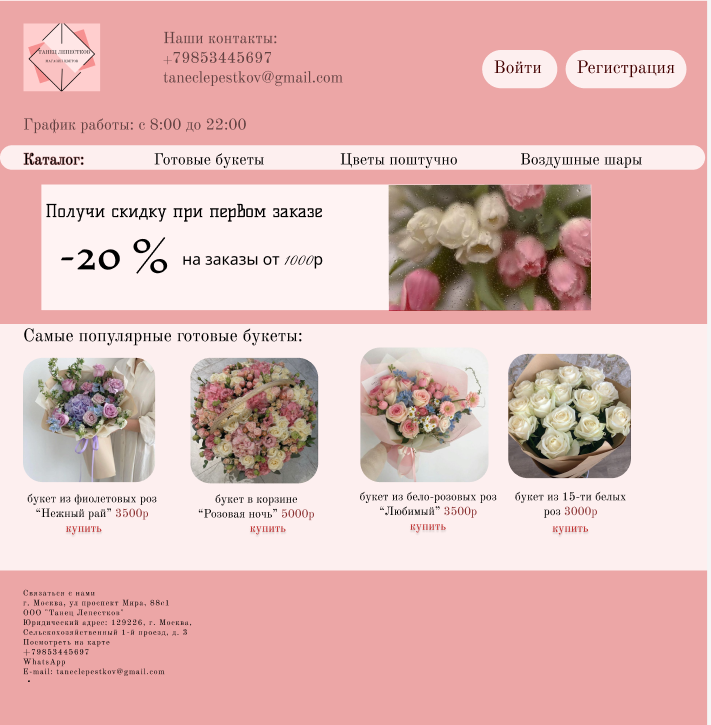 ТАНЕЦ ЛЕПЕСТКОВ
МАГАЗИН ЦВЕТОВ
Наши контакты:
+79853445697
taneclepestkov@gmail.com
Войти
Регистрация
График работы: с 8:00 до 22:00
Каталог:
Готовые букеты
Цветы поштучно
Воздушные шары
Получи скидку при первом заказе
-20 %
на заказы от 1000р
Самые популярные готовые букеты:
букет из фиолетовых роз
“Нежный рай” 3500р
купить
букет в корзине
“Розовая ночь” 5000р
купить
букет из бело-розовых роз
“Любимый” 3500р
купить
букет из 15-ти белых
роз 3000р
купить
Связаться с нами
г. Москва, ул проспект Мира, 88с1
ООО "Танец Лепестков"
Юридический адрес: 129226, г. Москва,
Сельскохозяйственный 1-й проезд, д. 3
Посмотреть на карте
+79853445697
WhatsApp
E-mail: taneclepestkov@gmail.com